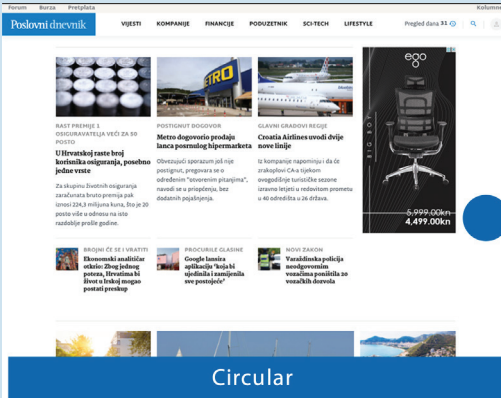 Forum Burza Pretplata Kolumne
Poslovni dnevnik VIJESTI KOMPANIJE FINANCIJE PODUZETNIK SCI-TECH LIFESTYLE Pregled dana 31
METRO
ego
BIG BOY
5,999.00kn
4,499.00kn
RAST PREMIJE I
OSIGURAVATELJA VEĆI ZA 50
POSTO
U Hrvatskoj raste broj
korisnika osiguranja, posebno
jedne vrste
Za skupinu životnih osiguranja
zaračunata bruto premija pak
iznosi 224,3 milijuna kuna, što je 20
posto više u odnosu na isto
razdoblje prošle godine.
POSTIGNUT DOGOVOR
Metro dogovorio prodaju
lanca posrnulog hipermarketa
Obvezujući sporazum još nije
postignut, pregovara se o
određenim "otvorenim pitanjima",
navodi se u priopćenju, bez
dodatnih pojašnjenja.
GLAVNI GRADOVI REGIJE
Croatia Airlines uvodi dvije
nove linije
Iz kompanije napominju i da će
zrakoplovi CA-a tijekom
ovogodišnje turističke sezone
izravno letjeti u redovitom prometu
u 40 odredišta u 26 država.
BROJNI ĆE SE I VRATITI
Ekonomski analitičar
otkrio: Zbog jednog
poteza, Hrvatima bi
život u Irskoj mogao
postati preskup
PROCURILE GLASINE
Google lansira
aplikaciju 'koja bi
ujedinila i zamijenila
sve postojeće'
NOVI ZAKON
Varaždinska policija
neodgovornim
vozačima poništila 20
vozačkih dozvola
Circular